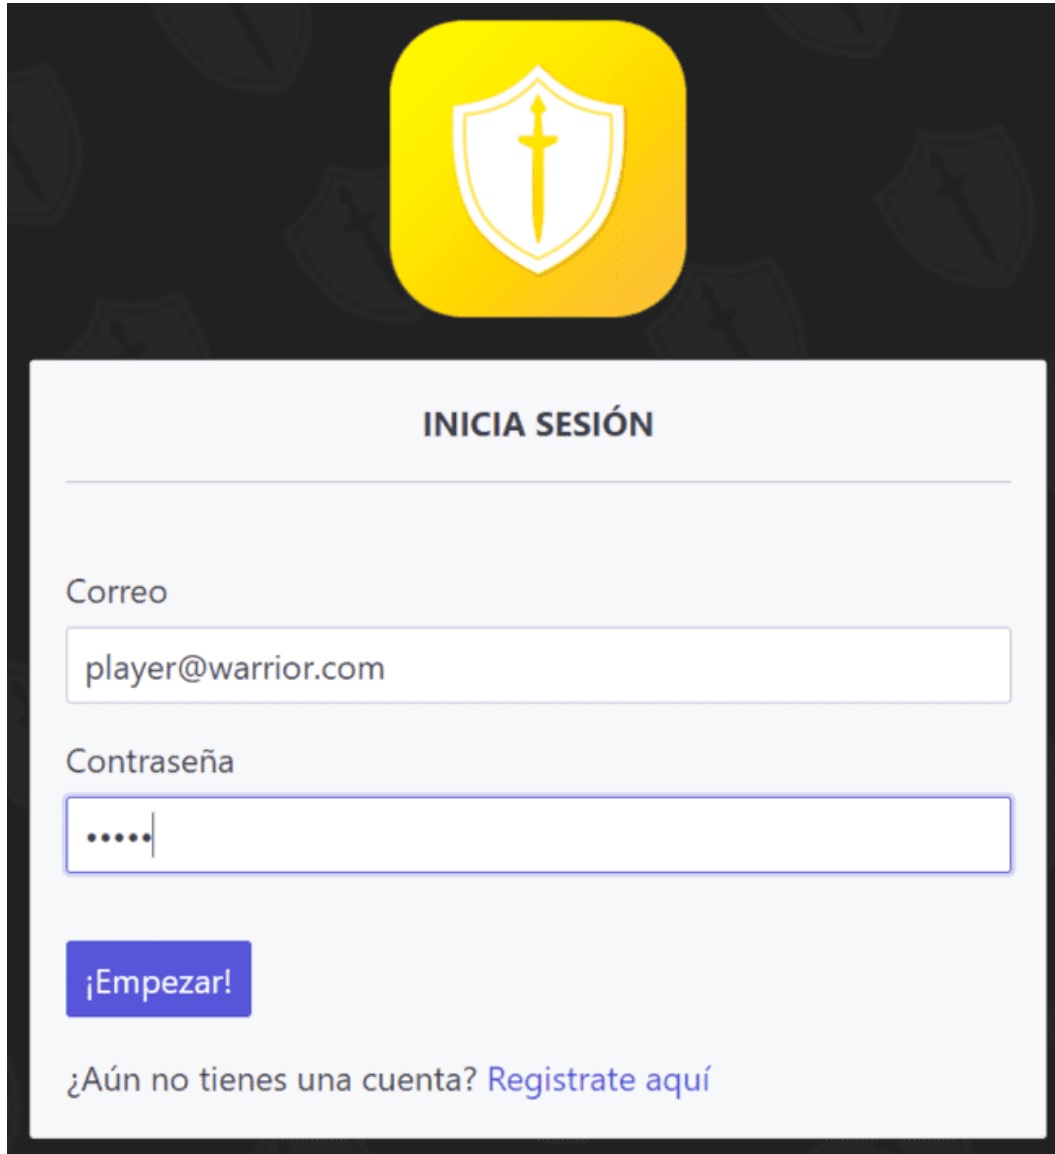 INICIA SESIÓN
Correo
player@warrior.com
Contraseña
•••••
¡Empezar!
¿Aún no tienes una cuenta? Registrate aquí